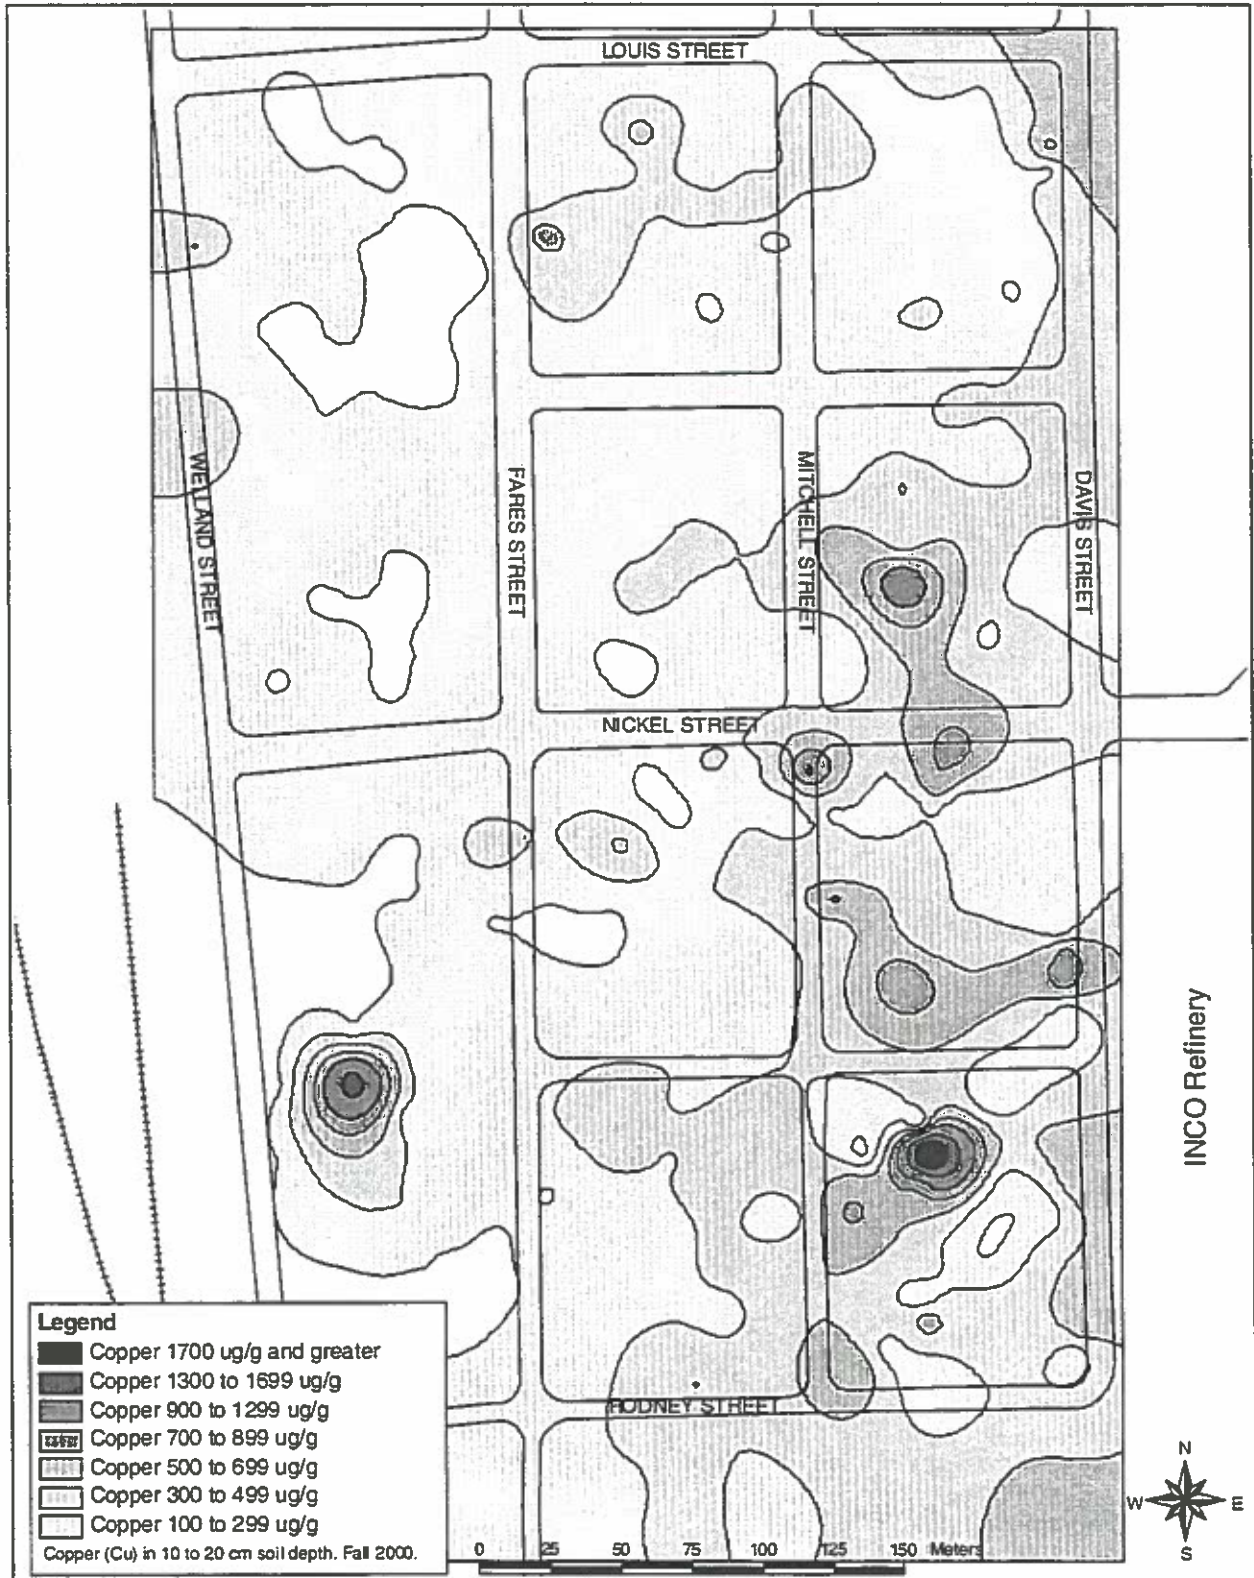 LOUIS STREET
WELLAND STREET
FARES STREET
MITCHELL STREET
DAVIS STREET
NICKEL STREET
INCO Refinery
RODNEY STREET
Legend
Copper 1700 ug/g and greater
Copper 1300 to 1699 ug/g
Copper 900 to 1299 ug/g
Copper 700 to 899 ug/g
Copper 500 to 699 ug/g
Copper 300 to 499 ug/g
Copper 100 to 299 ug/g
Copper (Cu) in 10 to 20 cm soil depth. Fall 2000.
0 25 50 75 100 125 150 Meters
N
W E
S